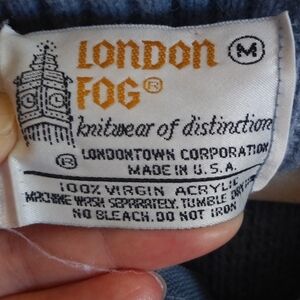 LONDON Ⓜ
FOG®
knitwear of distinction
® LONDONTOWN CORPORATION
MADE IN U.S.A.
100% VIRGIN ACRYLIC
MACHINE WASH SEPARATELY. TUMBLE DRY
NO BLEACH. DO NOT IRON